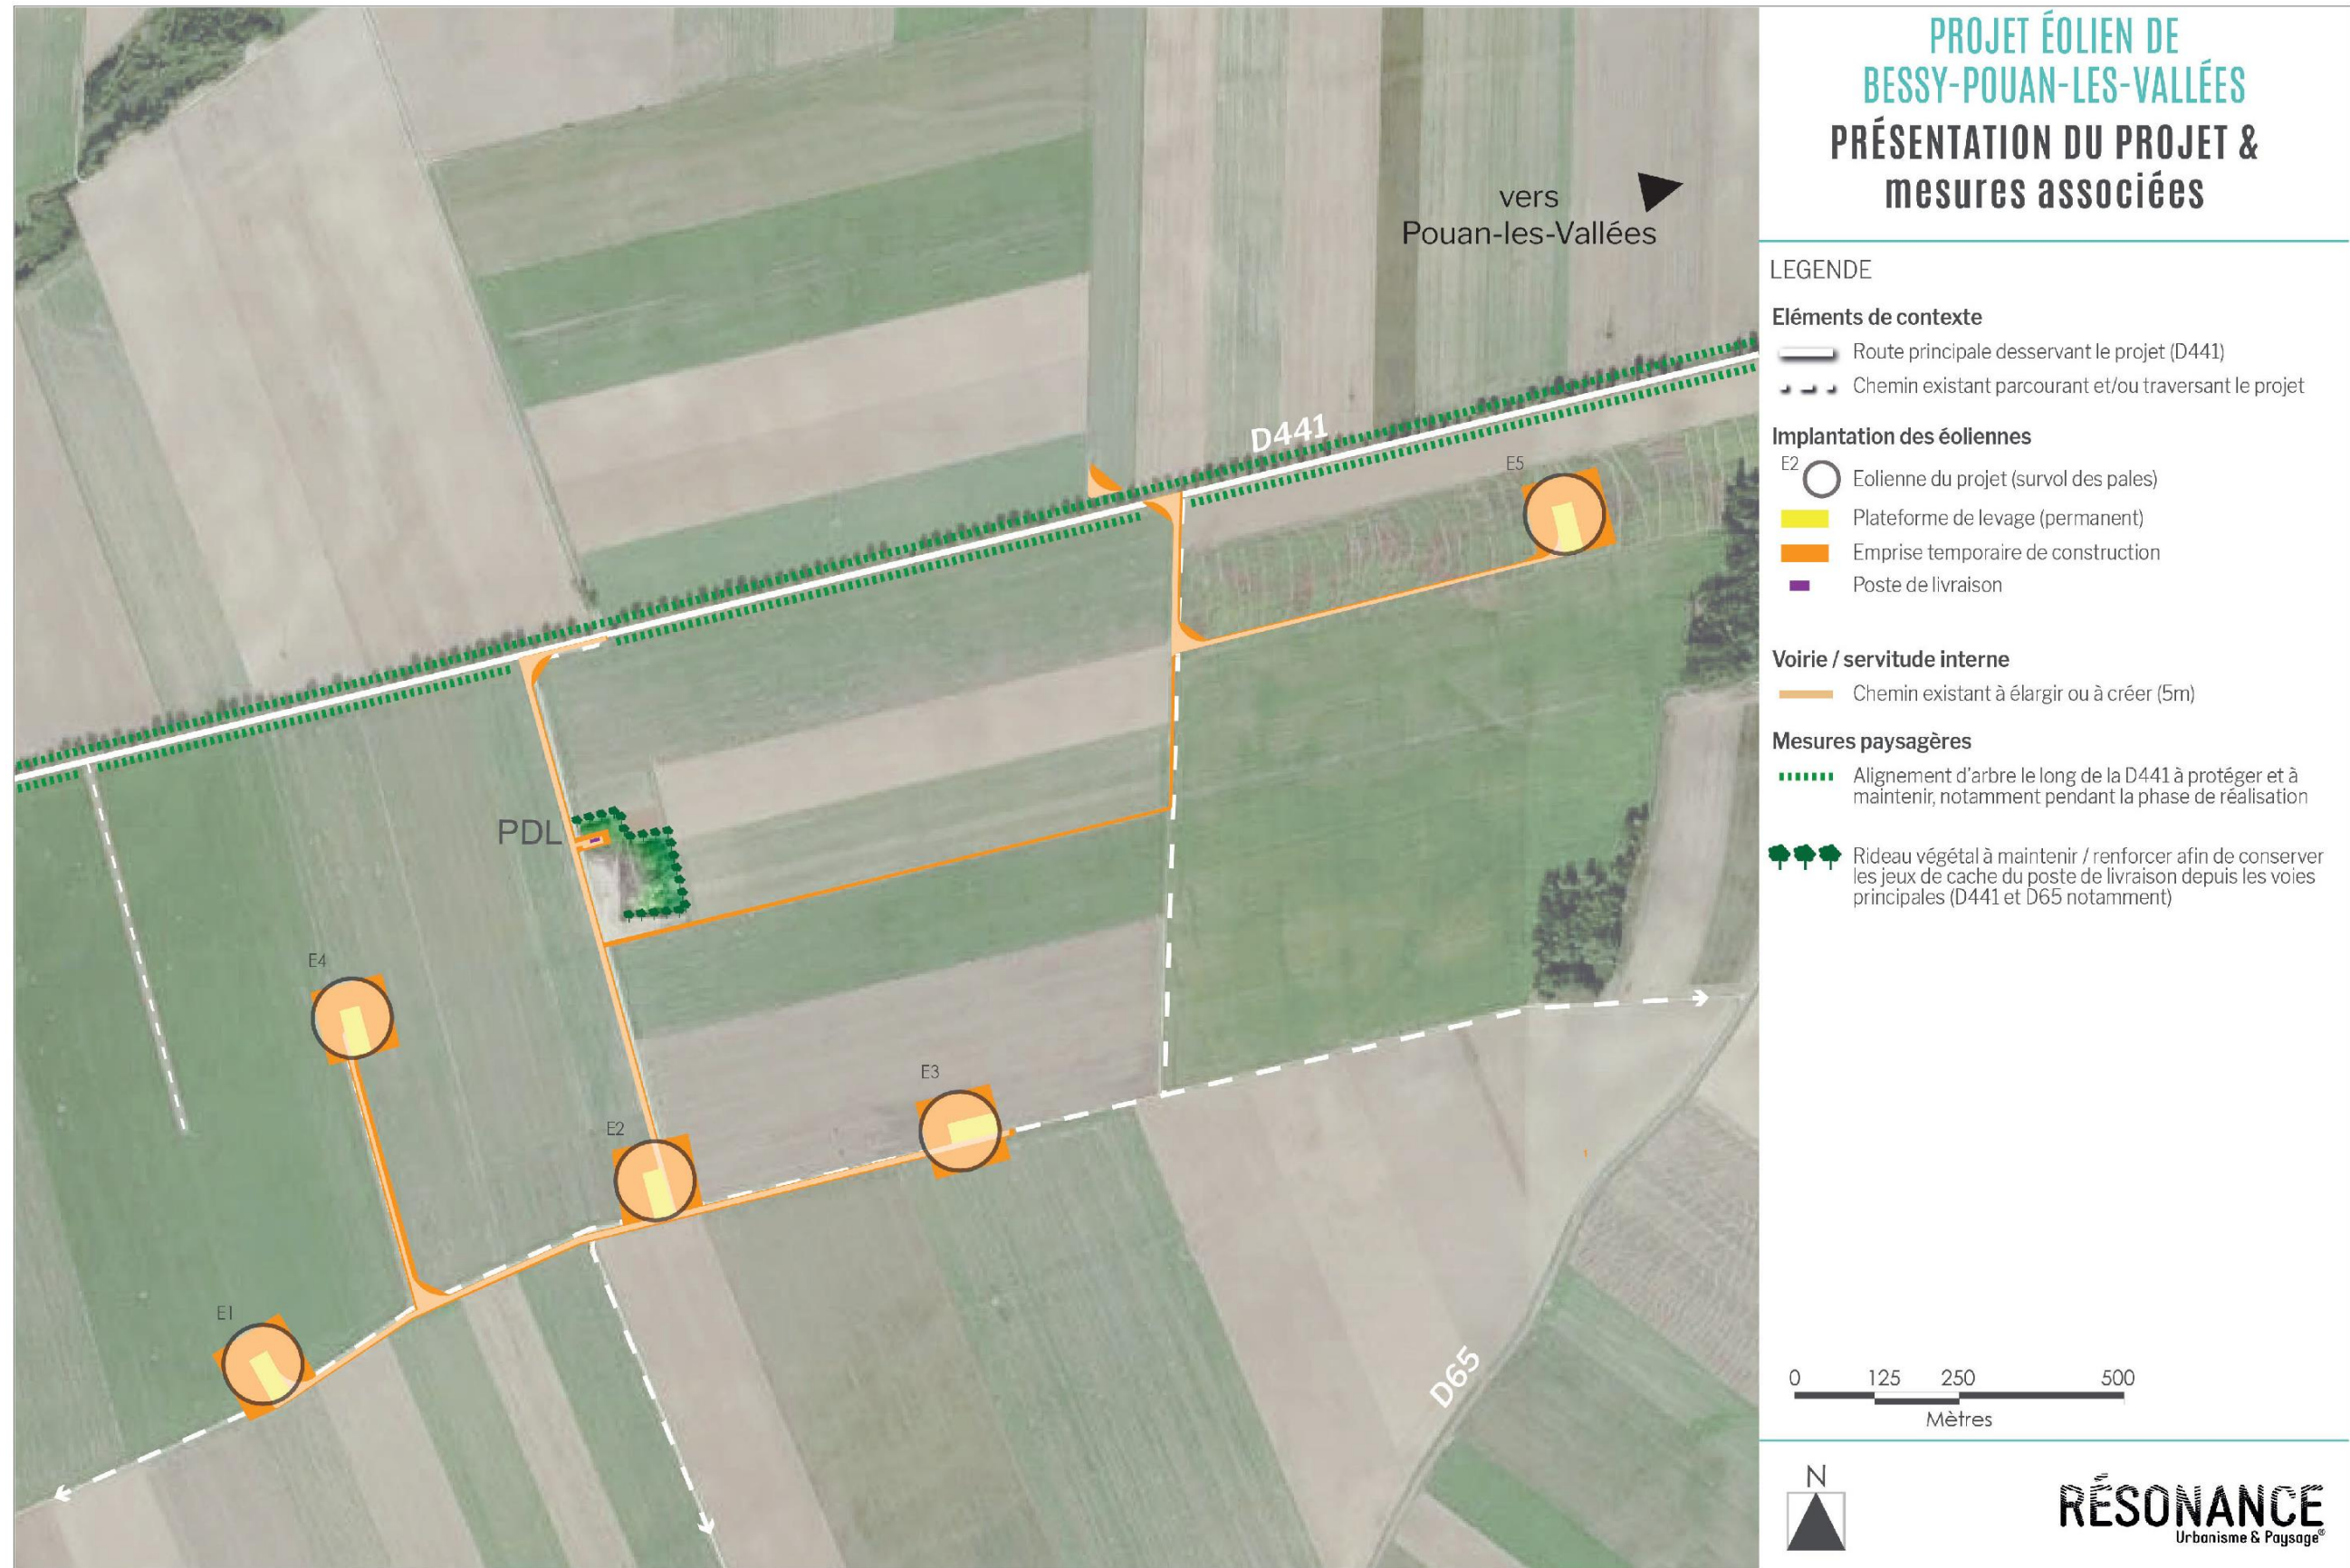 PROJET ÉOLIEN DE
BESSY-POUAN-LES-VALLÉES
PRÉSENTATION DU PROJET &
mesures associées
vers
Pouan-les-Vallées
D441
E5
PDL
E4
E3
E2
E1
D65
LEGENDE
Eléments de contexte
Route principale desservant le projet (D441)
Chemin existant parcourant et/ou traversant le projet
Implantation des éoliennes
E2
Eolienne du projet (survol des pales)
Plateforme de levage (permanent)
Emprise temporaire de construction
Poste de livraison
Voirie / servitude interne
Chemin existant à élargir ou à créer (5m)
Mesures paysagères
Alignement d'arbre le long de la D441 à protéger et à
maintenir, notamment pendant la phase de réalisation
Rideau végétal à maintenir / renforcer afin de conserver
les jeux de cache du poste de livraison depuis les voies
principales (D441 et D65 notamment)
0 125 250 500
Mètres
N
RÉSONANCE
Urbanisme & Paysage®